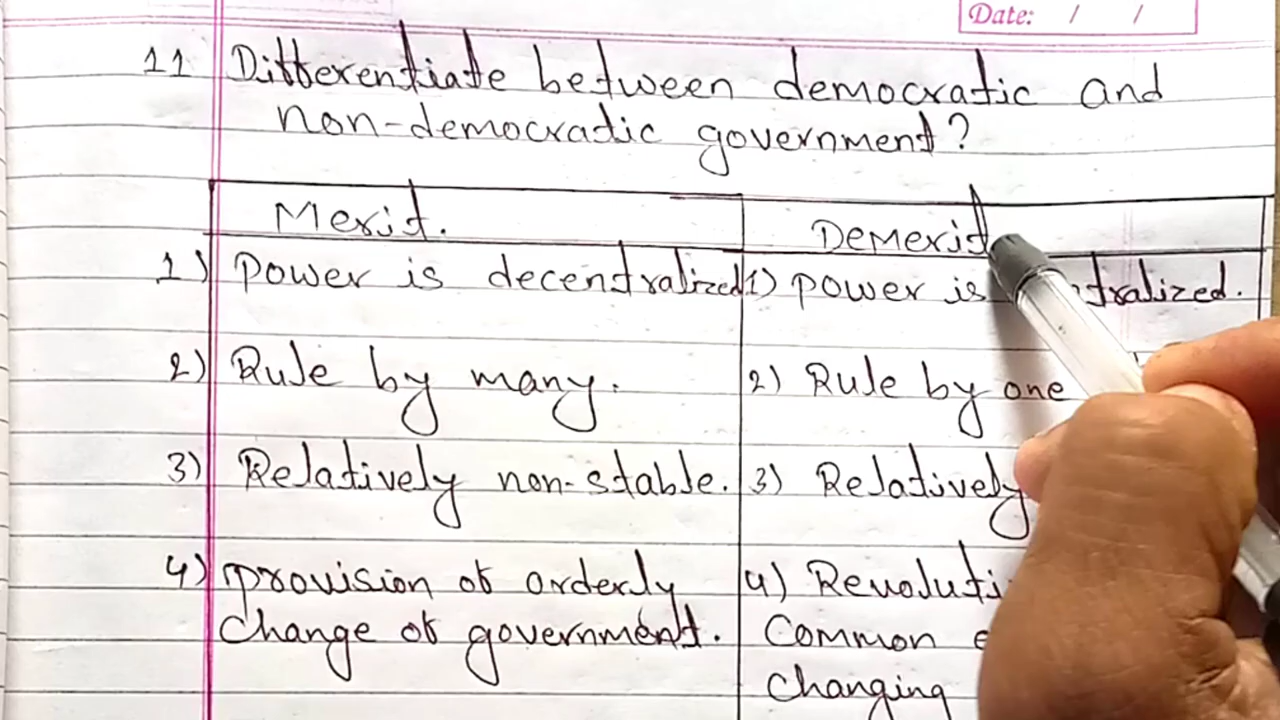 Date: / /
11 Differentiate between democratic and
non-democratic government?
Merit. Demerit
1) Power is decentralized 1) Power is tralized.
2) Rule by many. 2) Rule by one
3) Relatively non-stable. 3) Relatively
4) provision of orderly 4) Revoluti
Change of government. Common
Changing